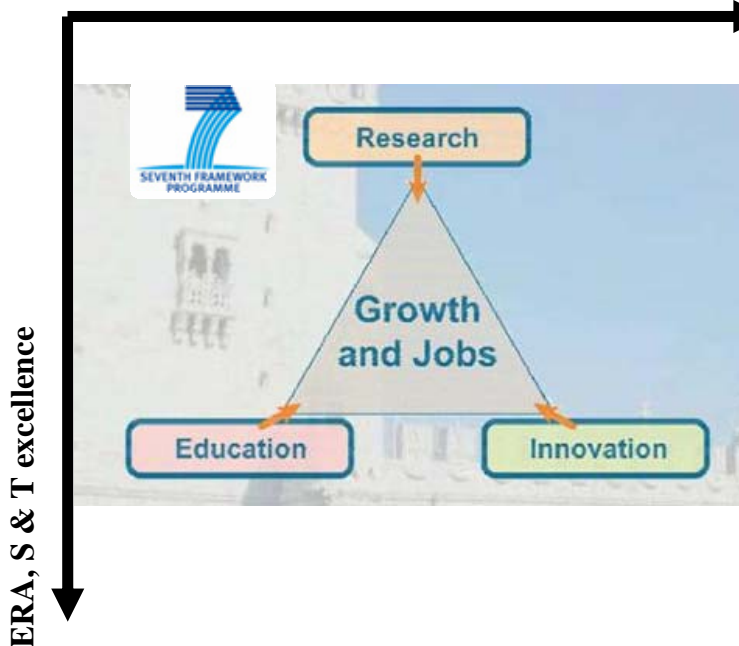 SEVENTH FRAMEWORK
PROGRAMME
Research
Growth
and Jobs
Education
Innovation
ERA, S & T excellence